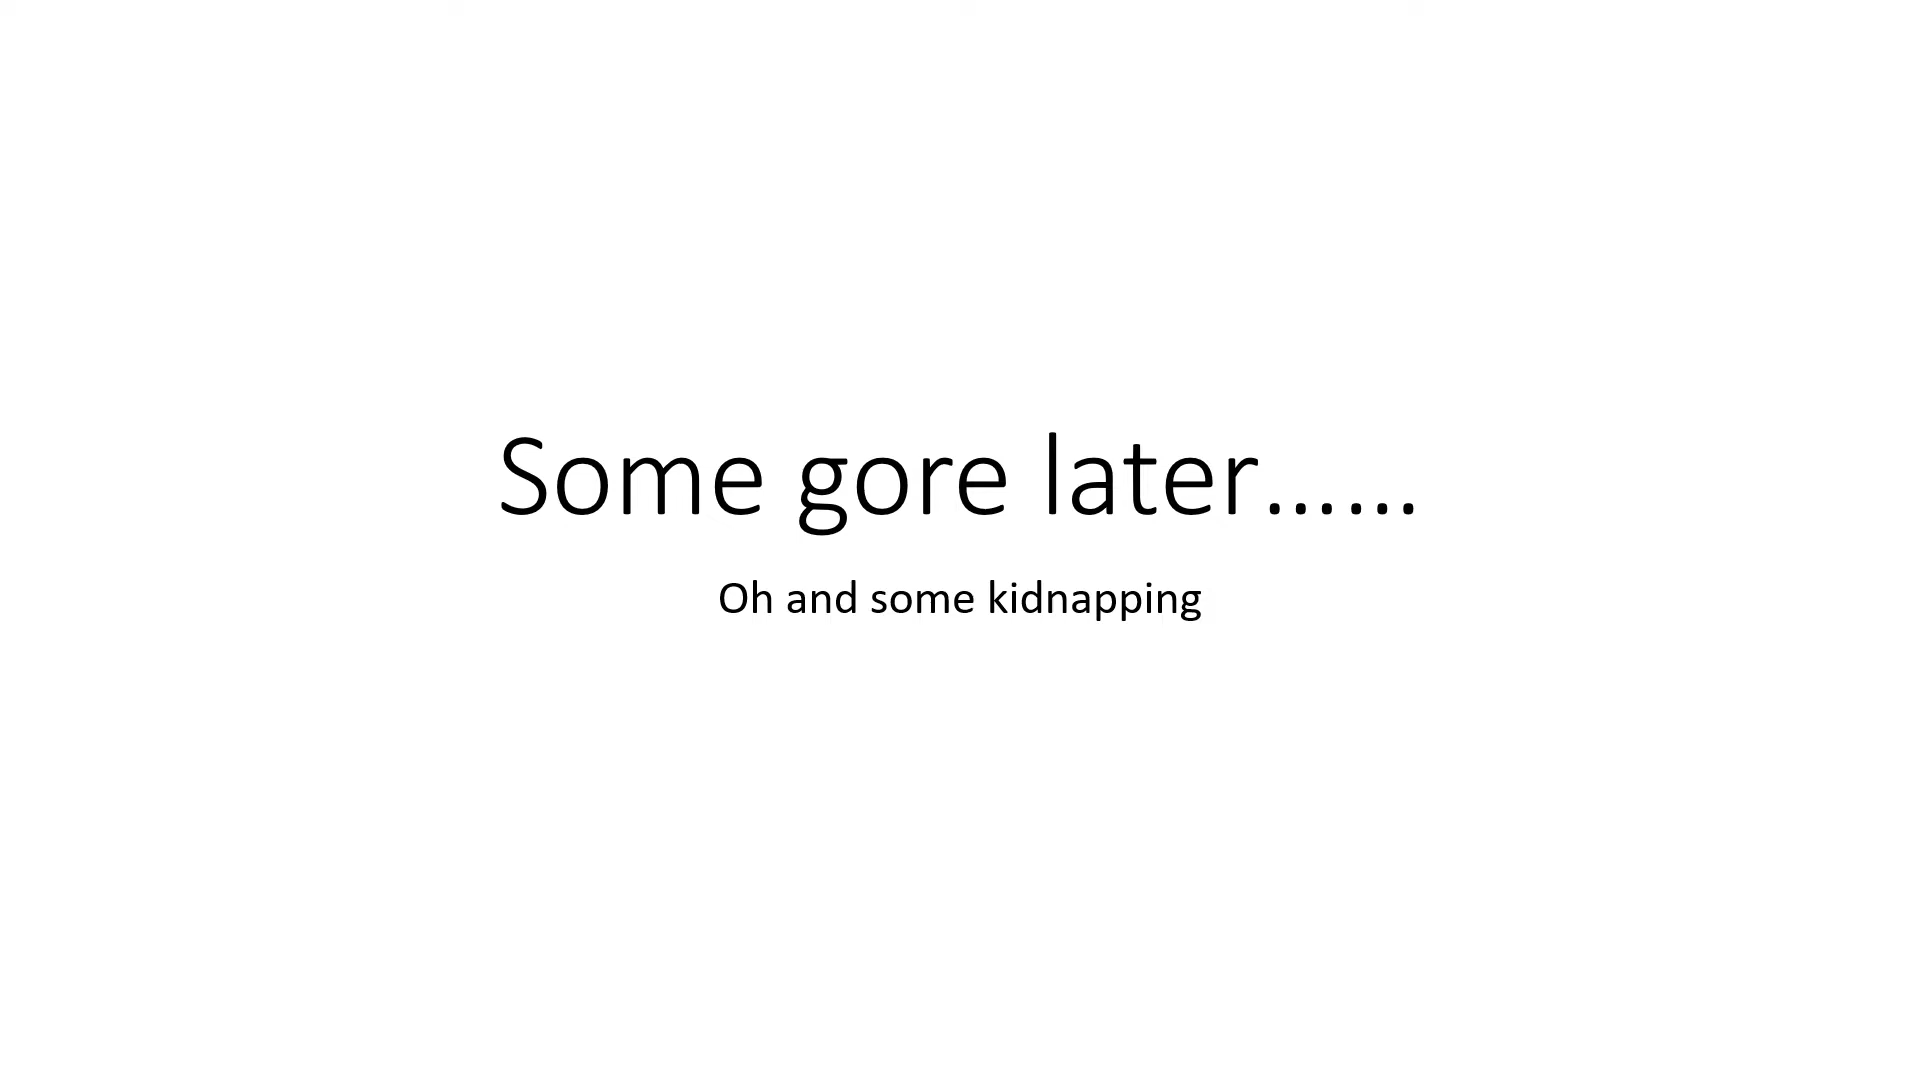 Some gore later......
Oh and some kidnapping